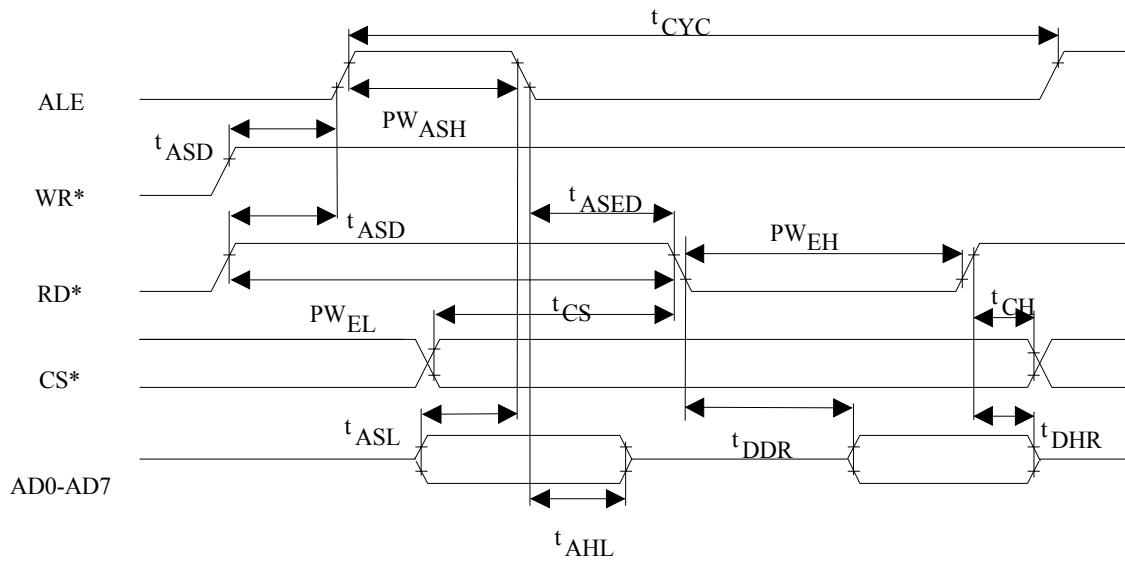 tCYC
ALE
PWASH
tASD
WR*
tASED
tASD
PWEH
RD*
tCS
tCH
PWEL
CS*
tASL
tDDR
tDHR
AD0-AD7
tAHL